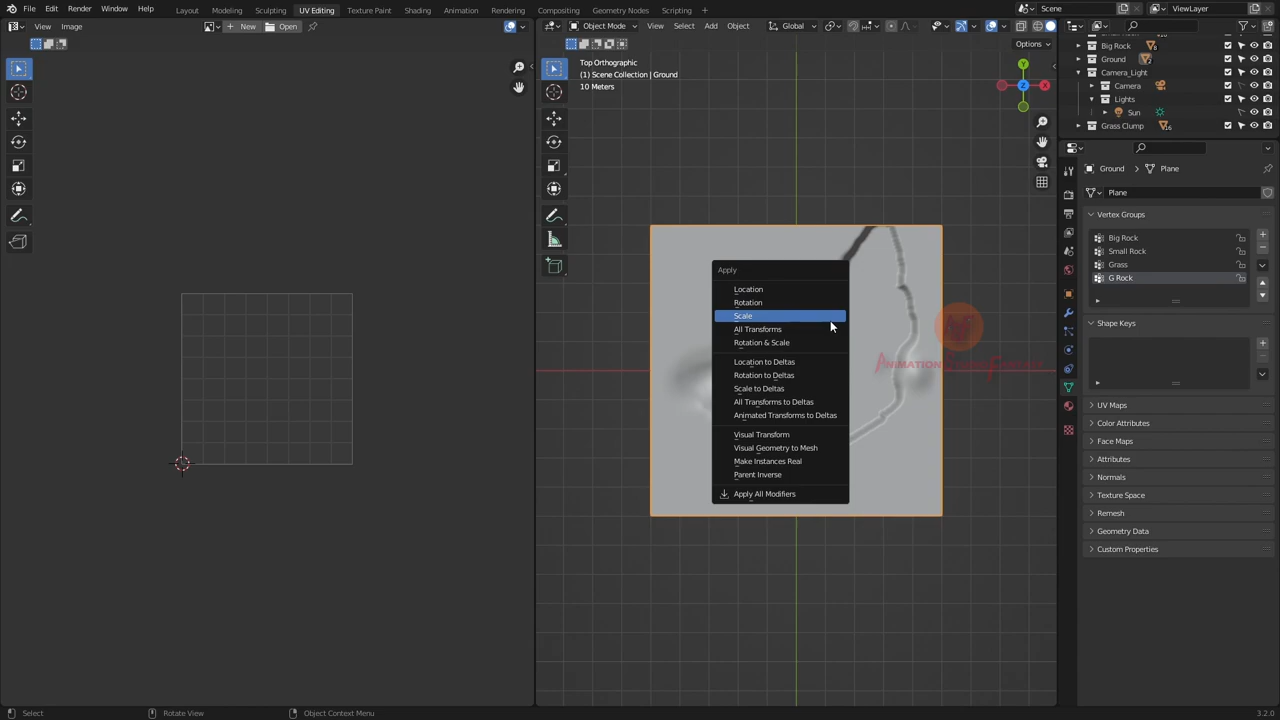 File Edit Render Window Help Layout Modeling Sculpting UV Editing Texture Paint Shading Animation Rendering Compositing Geometry Nodes Scripting + Scene ViewLayer
View Image New Open
Object Mode View Select Add Object Global
Options
Top Orthographic
(1) Scene Collection | Ground
10 Meters
Y
Z
X
Big Rock
8
Ground
2
Camera_Light
Camera
Lights
Sun
Grass Clump
16
Ground Plane
Plane
Vertex Groups
Big Rock
Small Rock
Grass
G Rock
Shape Keys
UV Maps
Color Attributes
Face Maps
Attributes
Normals
Texture Space
Remesh
Geometry Data
Custom Properties
Apply
Location
Rotation
Scale
All Transforms
Rotation & Scale
Location to Deltas
Rotation to Deltas
Scale to Deltas
All Transforms to Deltas
Animated Transforms to Deltas
Visual Transform
Visual Geometry to Mesh
Make Instances Real
Parent Inverse
Apply All Modifiers
Select Rotate View Object Context Menu 3.2.0